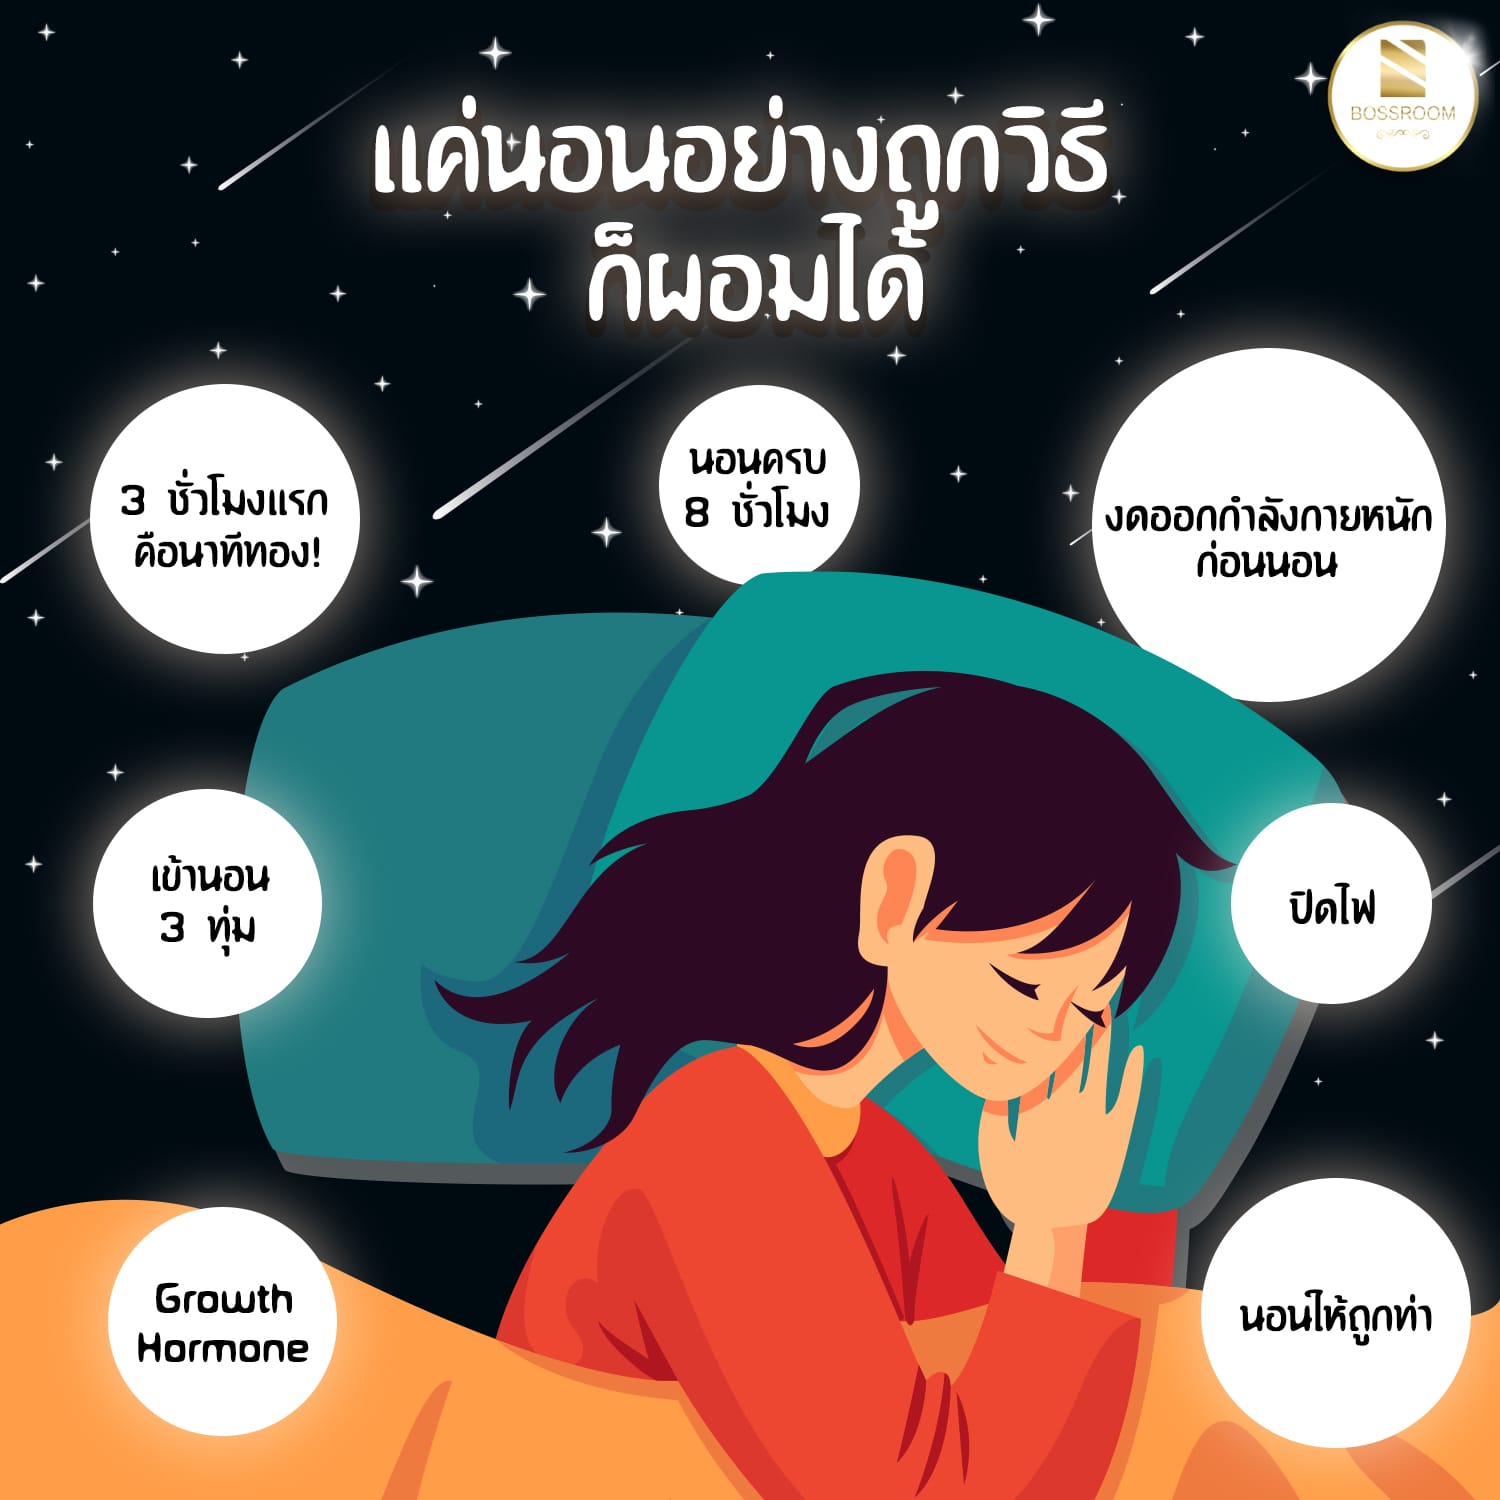 แค่นอนอย่างถูกวิธี
ก็ผอมได้
BOSSROOM
3 ชั่วโมงแรก
คือนาทีทอง!
นอนครบ
8 ชั่วโมง
งดออกกำลังกายหนัก
ก่อนนอน
เข้านอน
3 ทุ่ม
ปิดไฟ
Growth
Hormone
นอนให้ถูกท่า